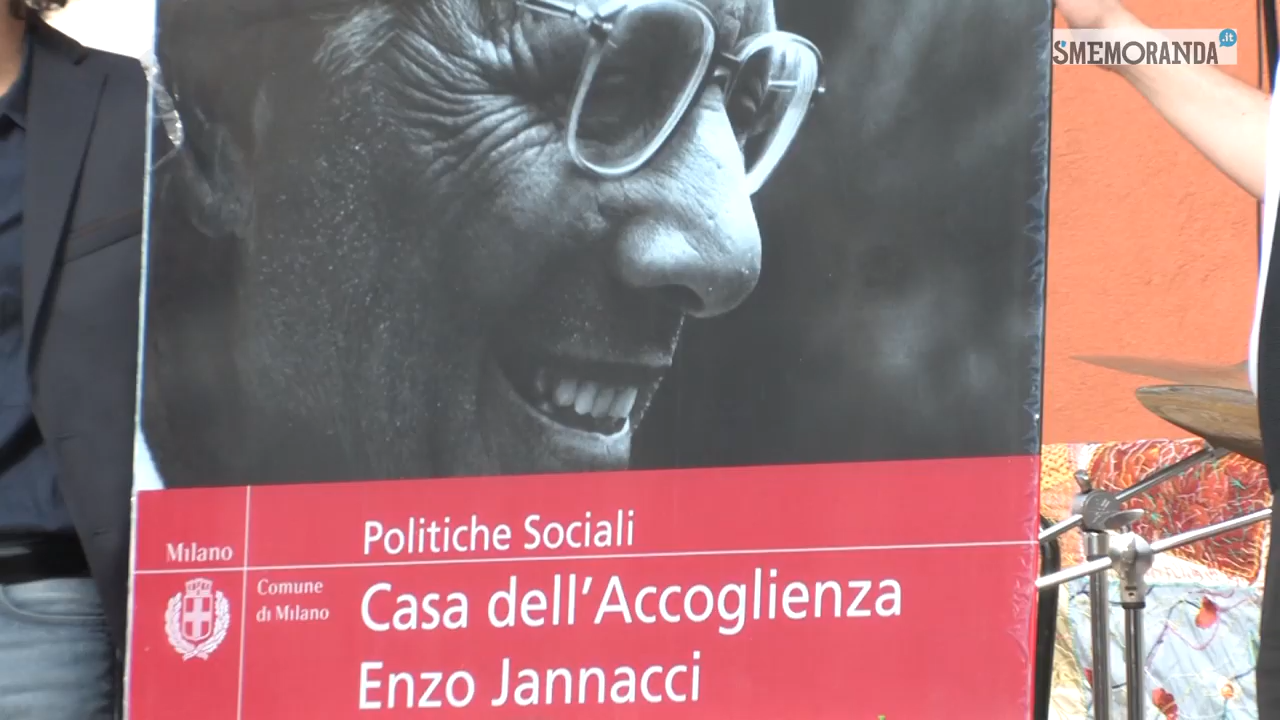 SMEMORANDA.it
Politiche Sociali
Milano
Comune
di Milano
Casa dell'Accoglienza
Enzo Jannacci